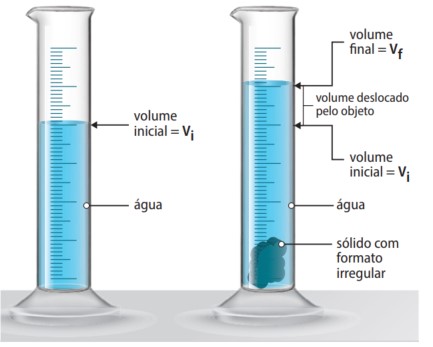 volume
inicial = Vi
água
volume
final = Vf
volume deslocado
pelo objeto
volume
inicial = Vi
água
sólido com
formato
irregular